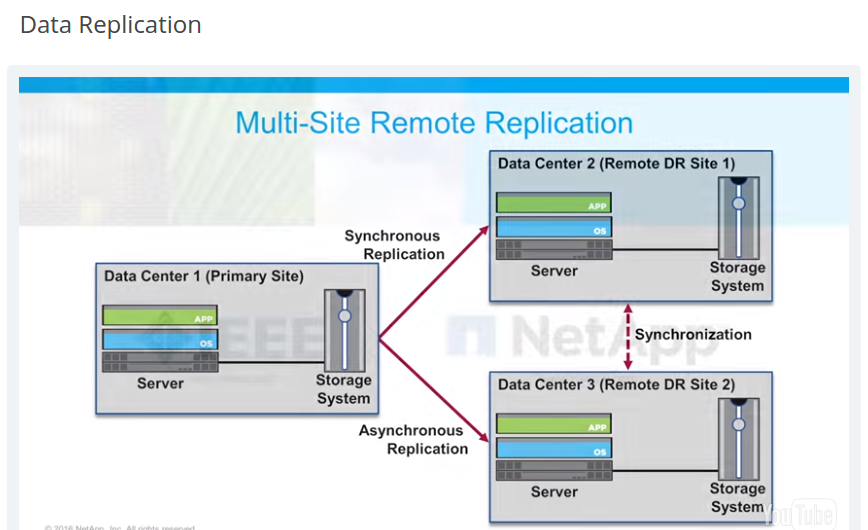 Data Replication
Multi-Site Remote Replication
Data Center 2 (Remote DR Site 1)
APP
OS
Server
Storage
System
Synchronous
Replication
Data Center 1 (Primary Site)
APP
OS
Server
Storage
System
IEEE
NetApp
Synchronization
Asynchronous
Replication
Data Center 3 (Remote DR Site 2)
APP
OS
Server
Storage
System
YouTube
© 2016 NetApp, Inc. All rights reserved.